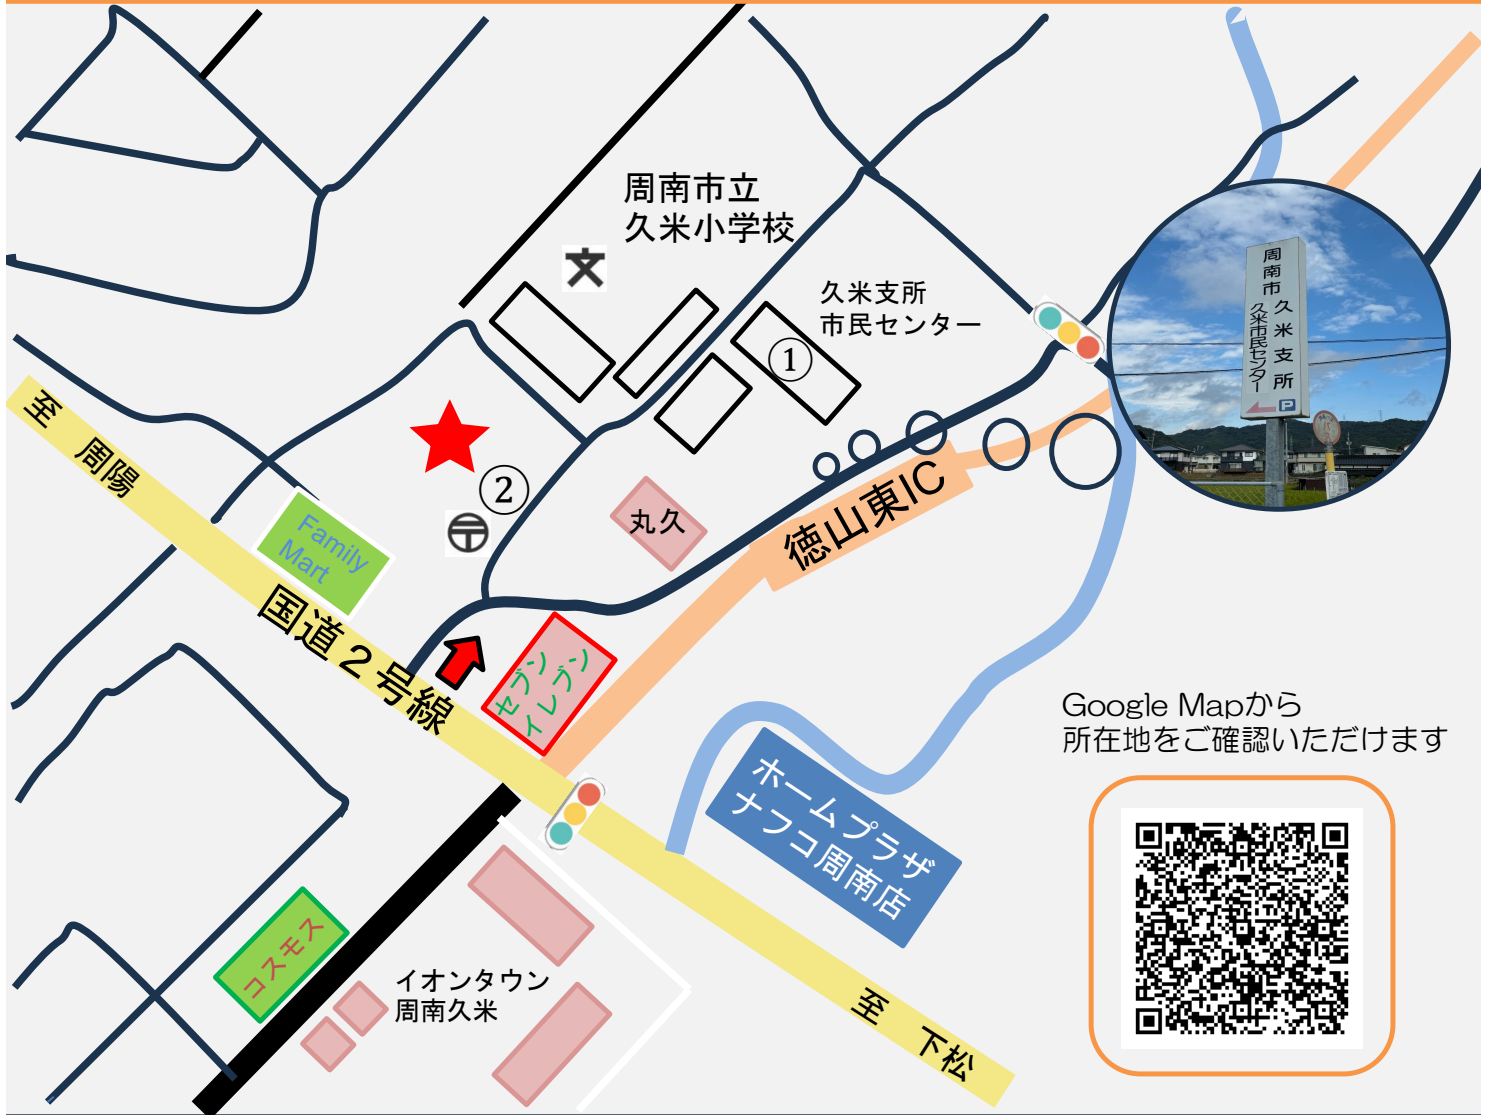 周南市立
久米小学校
文
久米支所
市民センター
①
周南市 久米支所
久米市民センター
P
至 周陽
②
〒
丸久
徳山東IC
Family
Mart
国道2号線
セブン
イレブン
Google Mapから
所在地をご確認いただけます
ホームプラザ
ナフコ周南店
コスモス
イオンタウン
周南久米
至 下松